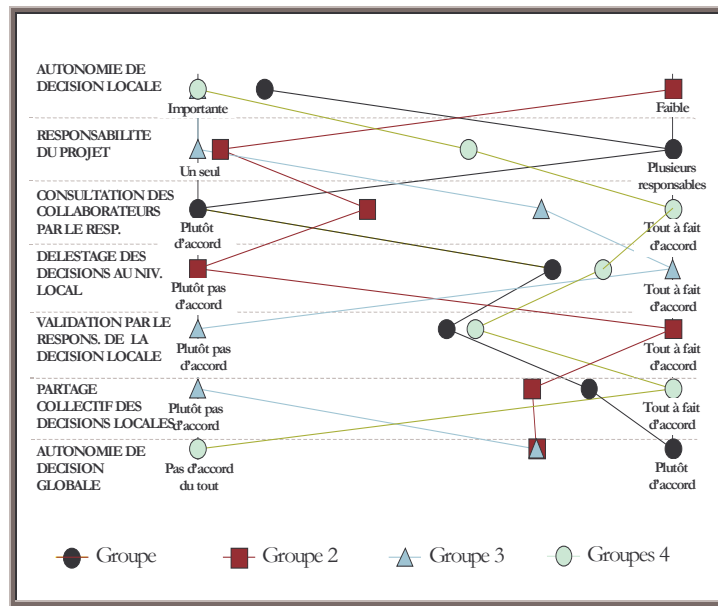 AUTONOMIE DE
DECISION LOCALE
Importante
Faible
RESPONSABILITE
DU PROJET
Un seul
Plusieurs
responsables
CONSULTATION DES
COLLABORATEURS
PAR LE RESP.
Plutôt
d'accord
Tout à fait
d'accord
DELESTAGE DES
DECISIONS AU NIV.
LOCAL
Plutôt pas
d'accord
Tout à fait
d'accord
VALIDATION PAR LE
RESPONS. DE LA
DECISION LOCALE
Plutôt pas
d'accord
Tout à fait
d'accord
PARTAGE
COLLECTIF DES
DECISIONS LOCALES
Plutôt pas
d'accord
Tout à fait
d'accord
AUTONOMIE DE
DECISION
GLOBALE
Pas d'accord
du tout
Plutôt
d'accord
Groupe
Groupe 2
Groupe 3
Groupes 4